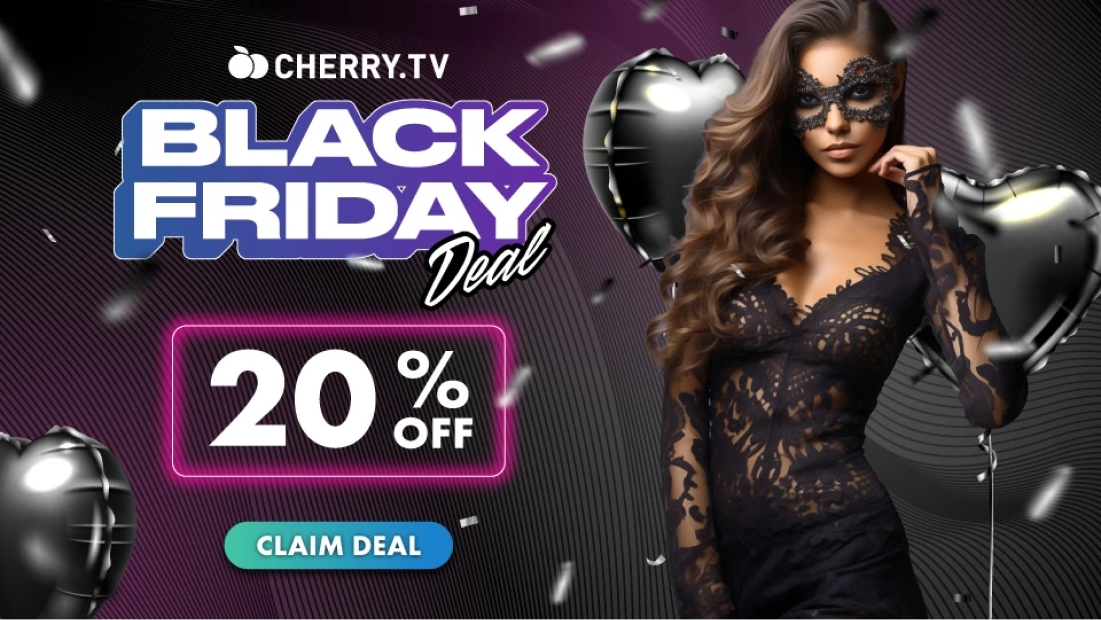 CHERRY.TV
BLACK
FRIDAY
Deal
20%
OFF
CLAIM DEAL